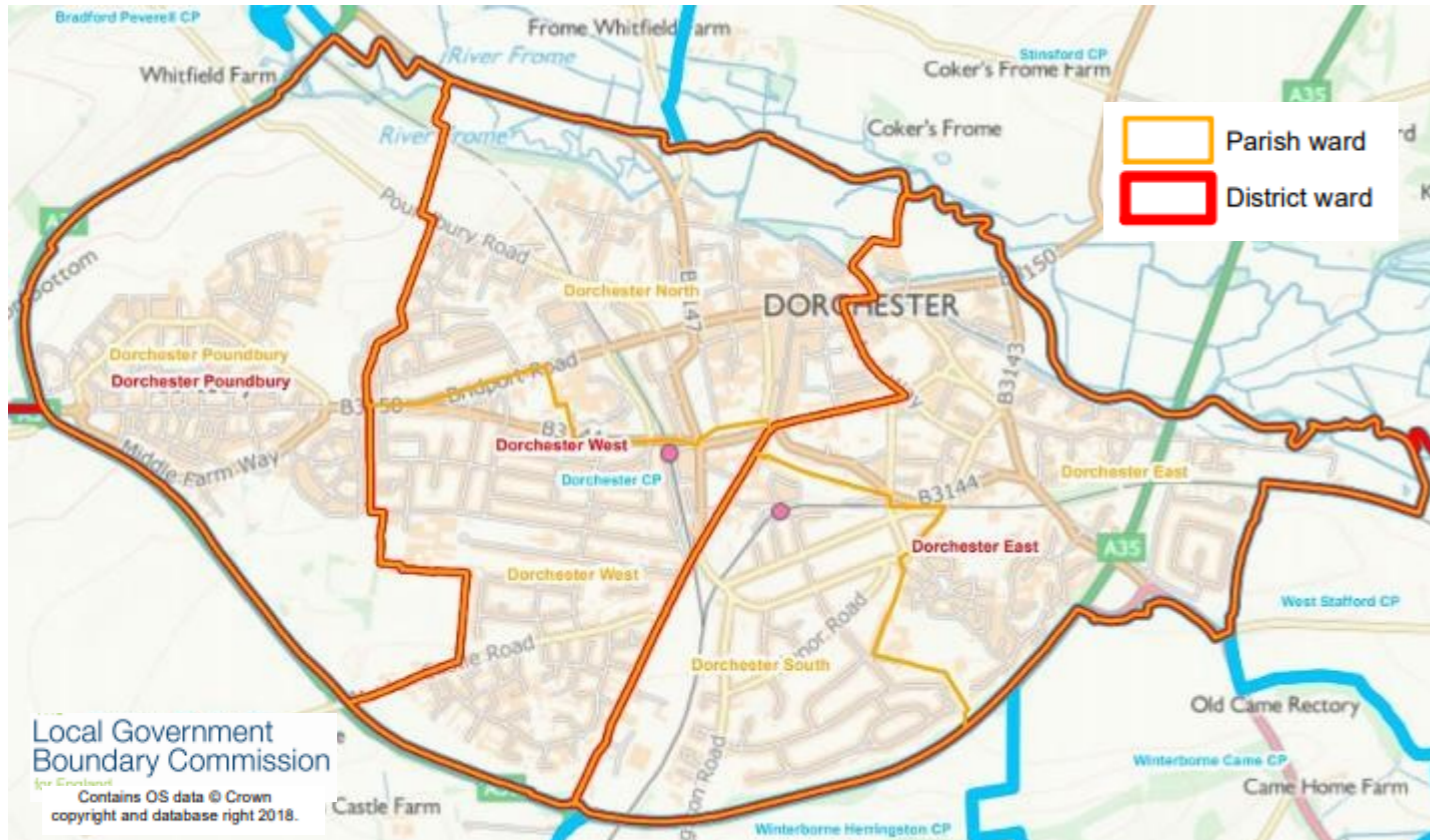 Bradford Peverell CP
Frome Whitfield Farm
River Frome
Stinsford CP
Whitfield Farm
Coker's Frome Farm
A35
River Frome
Coker's Frome
Parish ward
District ward
Poundbury Road
Dorchester North
B3150
DORCHESTER
B3147
Dorchester Poundbury
Dorchester Poundbury
Bridport Road
B3143
B3150
Way
Middle Farm Way
Dorchester West
Dorchester CP
Dorchester East
B3144
Dorchester East
A35
Dorchester West
West Stafford CP
Road
Road
Dorchester South
Old Came Rectory
Local Government
Boundary Commission
for England
Winterborne Came CP
Came Home Farm
Contains OS data © Crown
copyright and database right 2018.
Castle Farm
Road
Winterborne Herringston CP